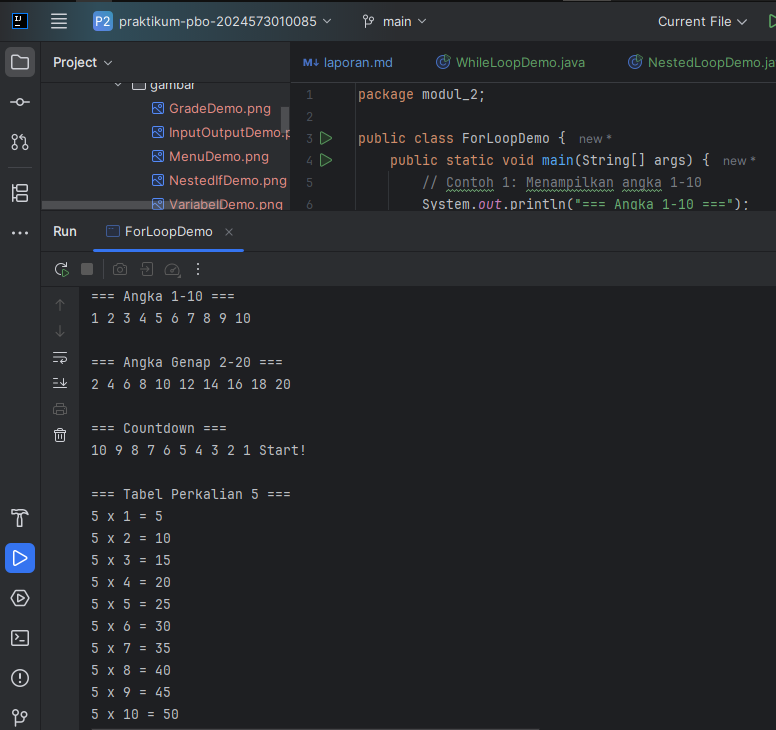 P2 praktikum-pbo-2024573010085 main Current File
Project
M↓ laporan.md WhileLoopDemo.java NestedLoopDemo.ja
gambar
GradeDemo.png
InputOutputDemo.p
MenuDemo.png
NestedIfDemo.png
VariabelDemo.png
1 package modul_2;
2
3 public class ForLoopDemo { new *
4 public static void main(String[] args) { new *
5 // Contoh 1: Menampilkan angka 1-10
6 System.out.println("=== Angka 1-10 ===");
Run ForLoopDemo
=== Angka 1-10 ===
1 2 3 4 5 6 7 8 9 10
=== Angka Genap 2-20 ===
2 4 6 8 10 12 14 16 18 20
=== Countdown ===
10 9 8 7 6 5 4 3 2 1 Start!
=== Tabel Perkalian 5 ===
5 x 1 = 5
5 x 2 = 10
5 x 3 = 15
5 x 4 = 20
5 x 5 = 25
5 x 6 = 30
5 x 7 = 35
5 x 8 = 40
5 x 9 = 45
5 x 10 = 50